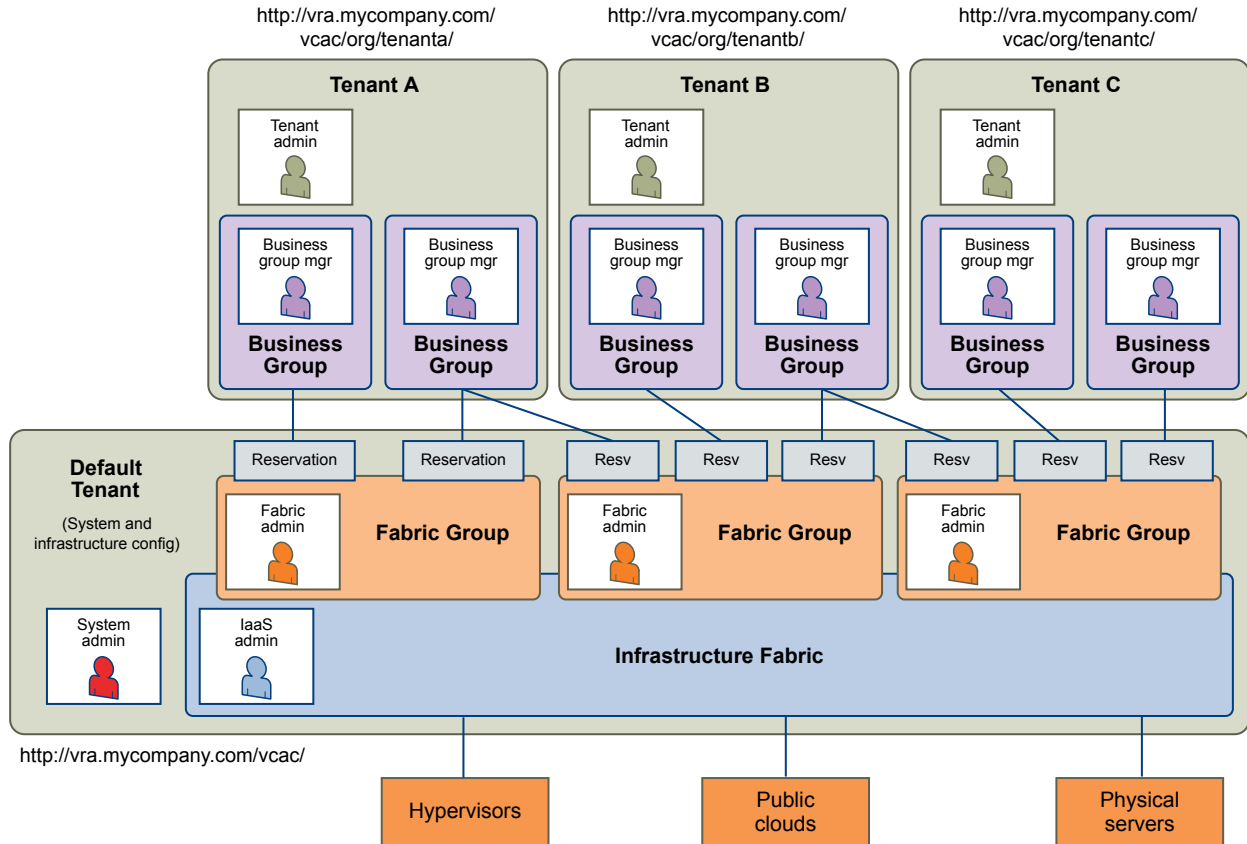 http://vra.mycompany.com/
vcac/org/tenanta/
http://vra.mycompany.com/
vcac/org/tenantb/
http://vra.mycompany.com/
vcac/org/tenantc/
Tenant A
Tenant
admin
Business
group mgr
Business
Group
Business
group mgr
Business
Group
Tenant B
Tenant
admin
Business
group mgr
Business
Group
Business
group mgr
Business
Group
Tenant C
Tenant
admin
Business
group mgr
Business
Group
Business
group mgr
Business
Group
Default
Tenant
(System and
infrastructure config)
Reservation
Reservation
Resv
Resv
Resv
Resv
Resv
Resv
Fabric
admin
Fabric Group
Fabric
admin
Fabric Group
Fabric
admin
Fabric Group
System
admin
IaaS
admin
Infrastructure Fabric
http://vra.mycompany.com/vcac/
Hypervisors
Public
clouds
Physical
servers